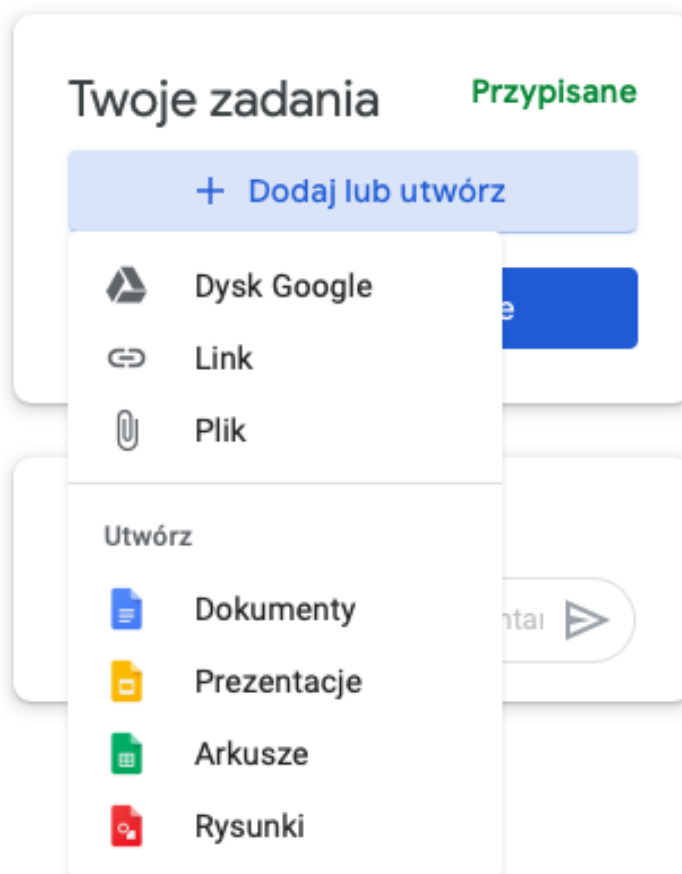 Twoje zadania
Przypisane
+ Dodaj lub utwórz
Dysk Google
Link
Plik
Utwórz
Dokumenty
Prezentacje
Arkusze
Rysunki